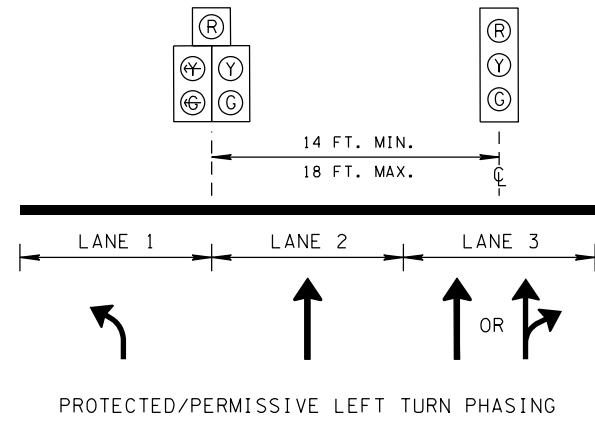 R
R
Y Y
Y
G G
G
14 FT. MIN.
18 FT. MAX.
℄
LANE 1 LANE 2 LANE 3
OR
PROTECTED/PERMISSIVE LEFT TURN PHASING